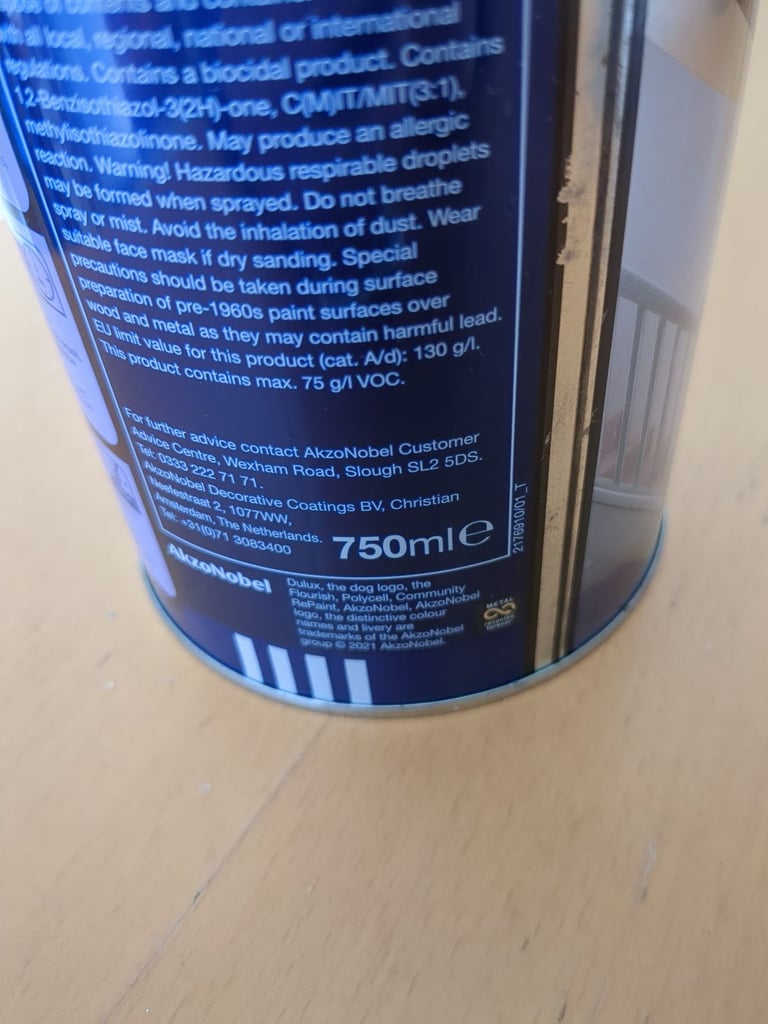 of contents and
all local, regional, national or international
regulations. Contains a biocidal product. Contains
1,2-Benzisothiazol-3(2H)-one, C(M)IT/MIT(3:1),
methylisothiazolinone. May produce an allergic
reaction. Warning! Hazardous respirable droplets
may be formed when sprayed. Do not breathe
spray or mist. Avoid the inhalation of dust. Wear
suitable face mask if dry sanding. Special
precautions should be taken during surface
preparation of pre-1960s paint surfaces over
wood and metal as they may contain harmful lead.
EU limit value for this product (cat. A/d): 130 g/l.
This product contains max. 75 g/l VOC.
For further advice contact AkzoNobel Customer
Advice Centre, Wexham Road, Slough SL2 5DS.
Tel: 0333 222 71 71.
AkzoNobel Decorative Coatings BV, Christian
Neefestraat 2, 1077WW,
Amsterdam, The Netherlands.
Tel: +31(0)71 3083400
750ml e
2176910/01_T
AkzoNobel
Dulux, the dog logo, the
Flourish, Polycell, Community
RePaint, AkzoNobel, AkzoNobel
logo, the distinctive colour
names and livery are
trademarks of the AkzoNobel
group © 2021 AkzoNobel.
METAL
recycles
forever